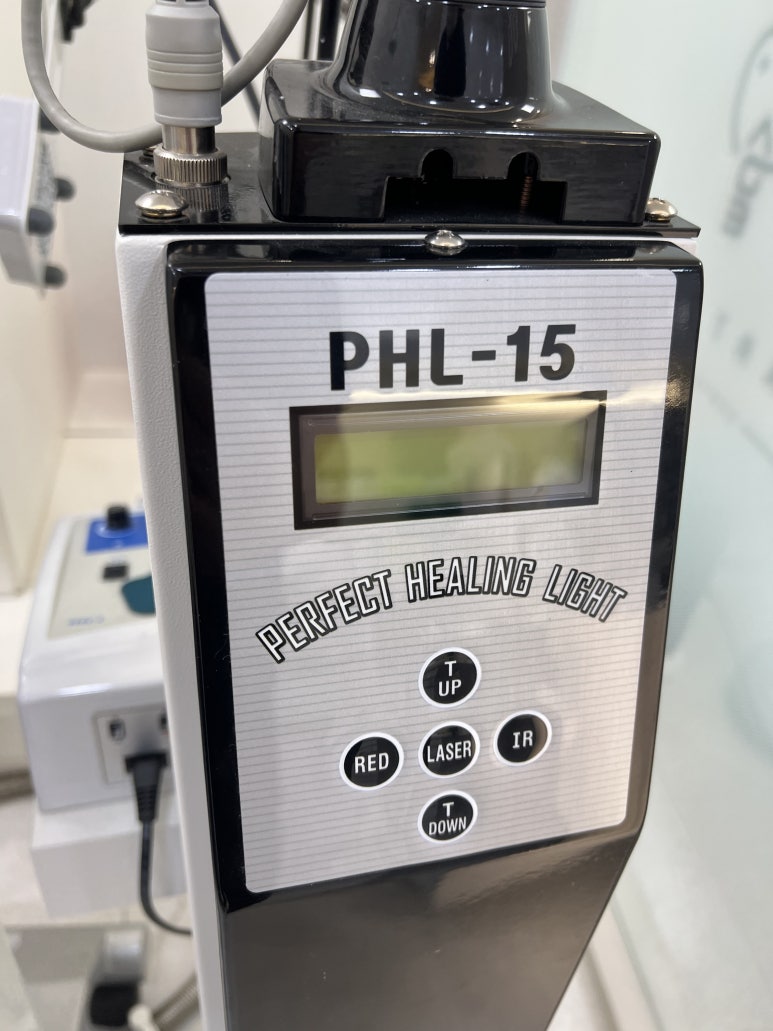 PHL-15
PERFECT HEALING LIGHT
T
UP
RED
LASER
IR
T
DOWN